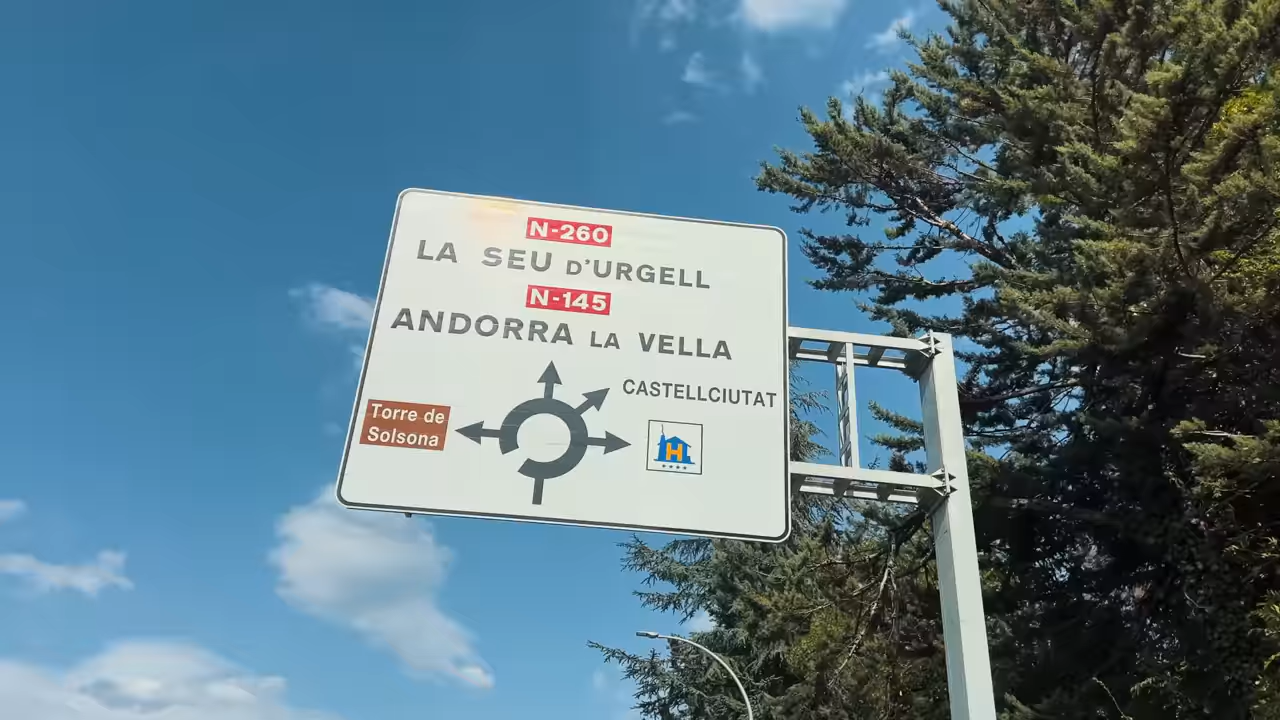 N-260
LA SEU D'URGELL
N-145
ANDORRA LA VELLA
CASTELLCIUTAT
Torre de
Solsona
H